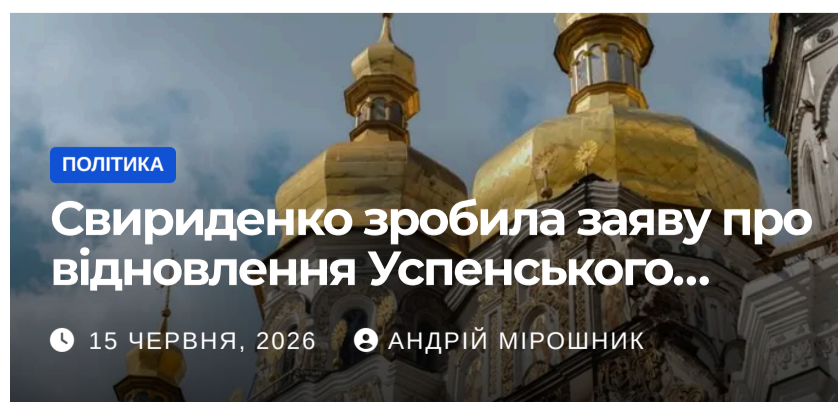 ПОЛІТИКА
Свириденко зробила заяву про
відновлення Успенського...
15 ЧЕРВНЯ, 2026 АНДРІЙ МІРОШНИК